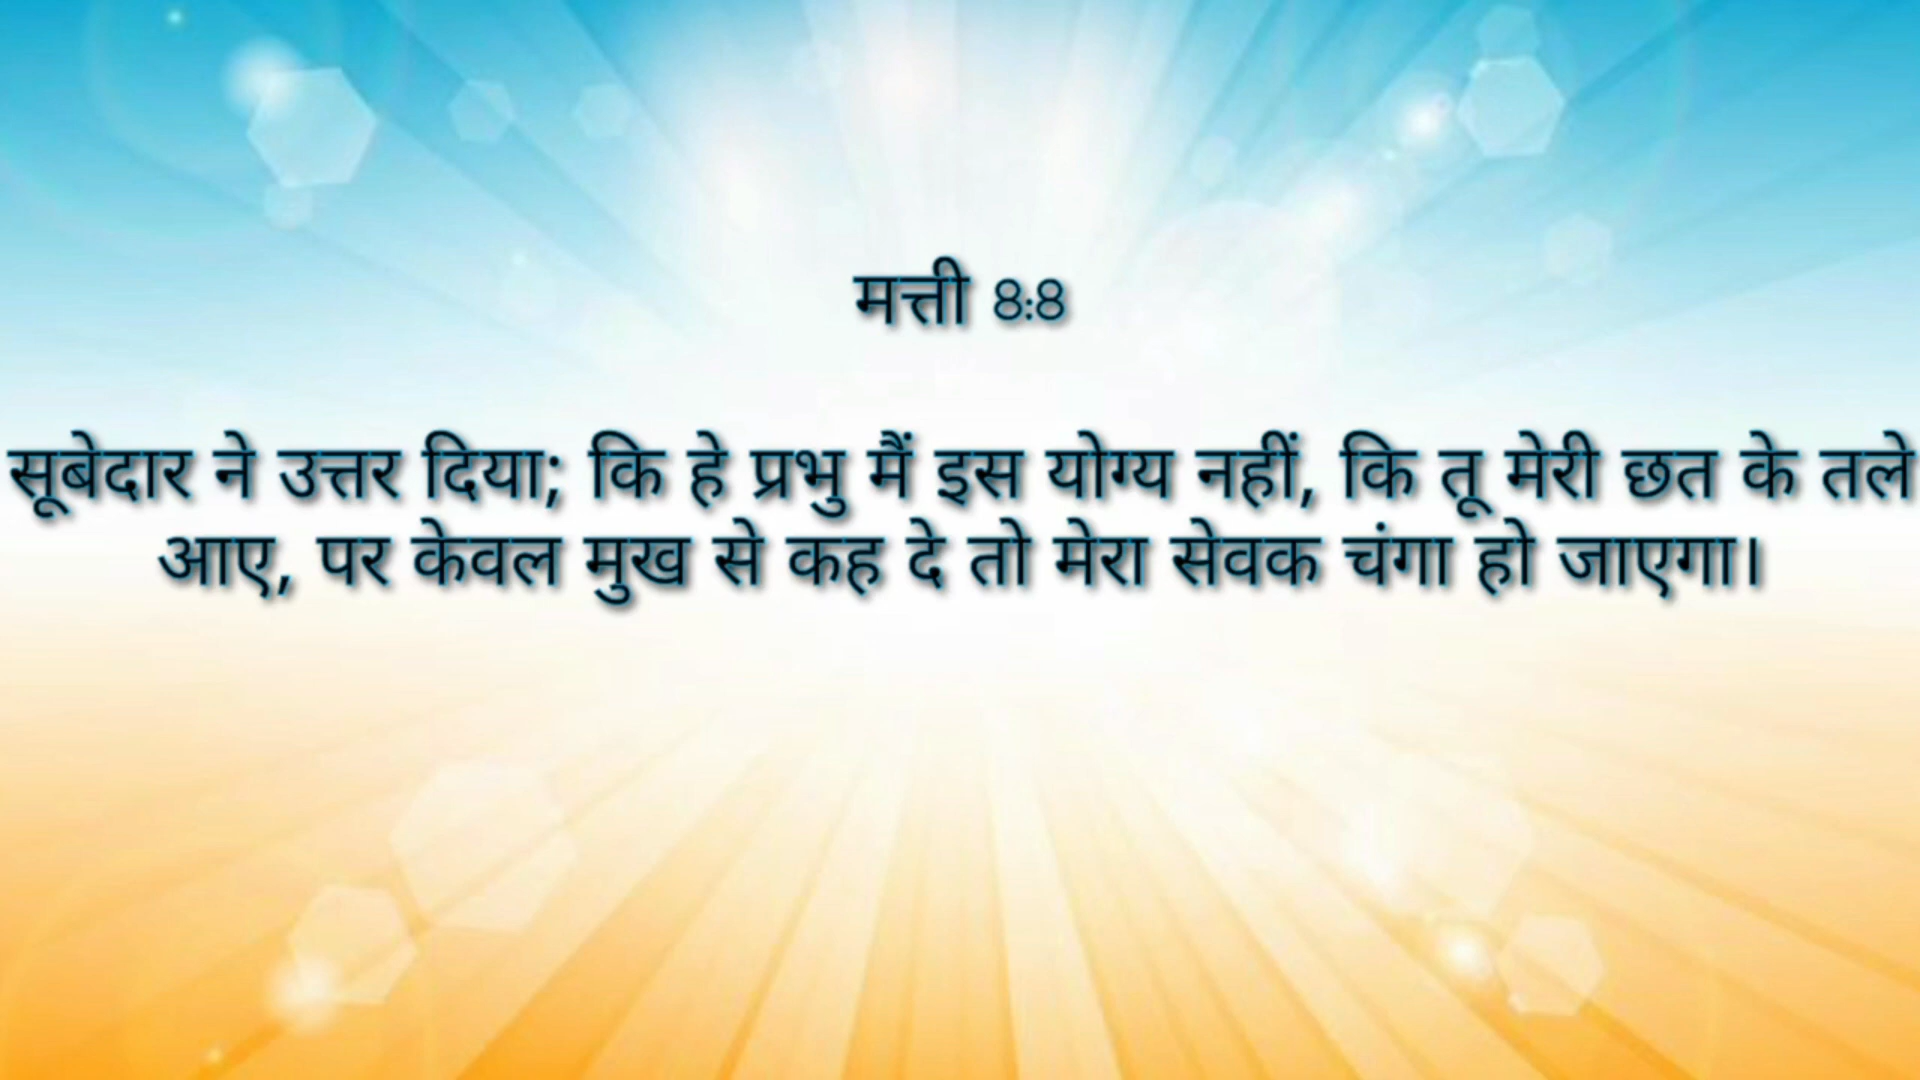 मत्ती 8:8
सूबेदार ने उत्तर दिया; कि हे प्रभु मैं इस योग्य नहीं, कि तू मेरी छत के तले
आए, पर केवल मुख से कह दे तो मेरा सेवक चंगा हो जाएगा।